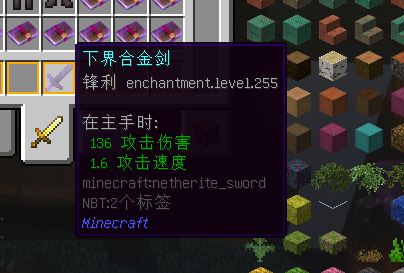 下界合金剑
锋利 enchantment.level.255
在主手时:
136 攻击伤害
1.6 攻击速度
minecraft:netherite_sword
NBT:2个标签
Minecraft